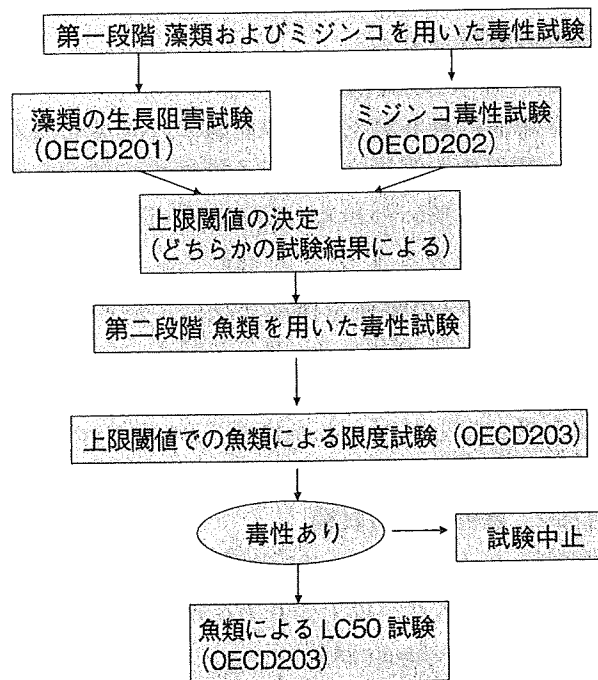 第一段階 藻類およびミジンコを用いた毒性試験
藻類の生長阻害試験
(OECD201)
ミジンコ毒性試験
(OECD202)
上限閾値の決定
(どちらかの試験結果による)
第二段階 魚類を用いた毒性試験
上限閾値での魚類による限度試験 (OECD203)
毒性あり
試験中止
魚類による LC50 試験
(OECD203)